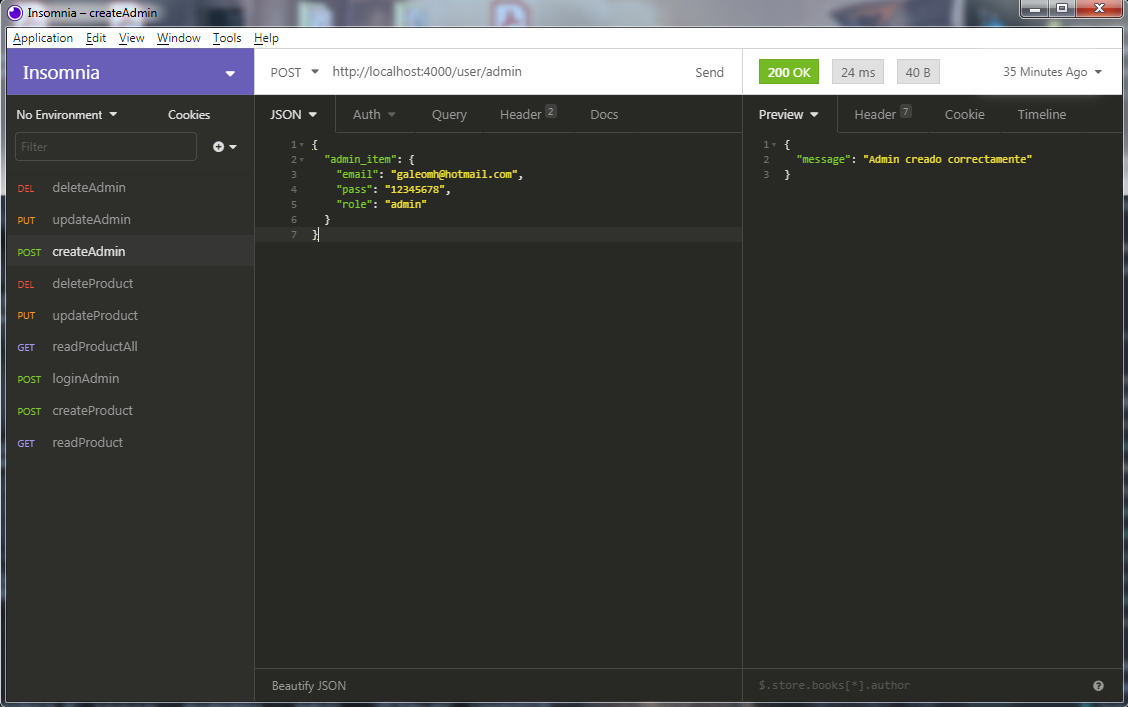 Insomnia – createAdmin
Application Edit View Window Tools Help
Insomnia
POST http://localhost:4000/user/admin Send
200 OK 24 ms 40 B 35 Minutes Ago
No Environment Cookies
JSON Auth Query Header 2 Docs
Preview Header 7 Cookie Timeline
Filter
DEL deleteAdmin
PUT updateAdmin
POST createAdmin
DEL deleteProduct
PUT updateProduct
GET readProductAll
POST loginAdmin
POST createProduct
GET readProduct
1 {
2 "admin_item": {
3 "email": "galeomh@hotmail.com",
4 "pass": "12345678",
5 "role": "admin"
6 }
7 }
1 {
2 "message": "Admin creado correctamente"
3 }
Beautify JSON
$.store.books[*].author